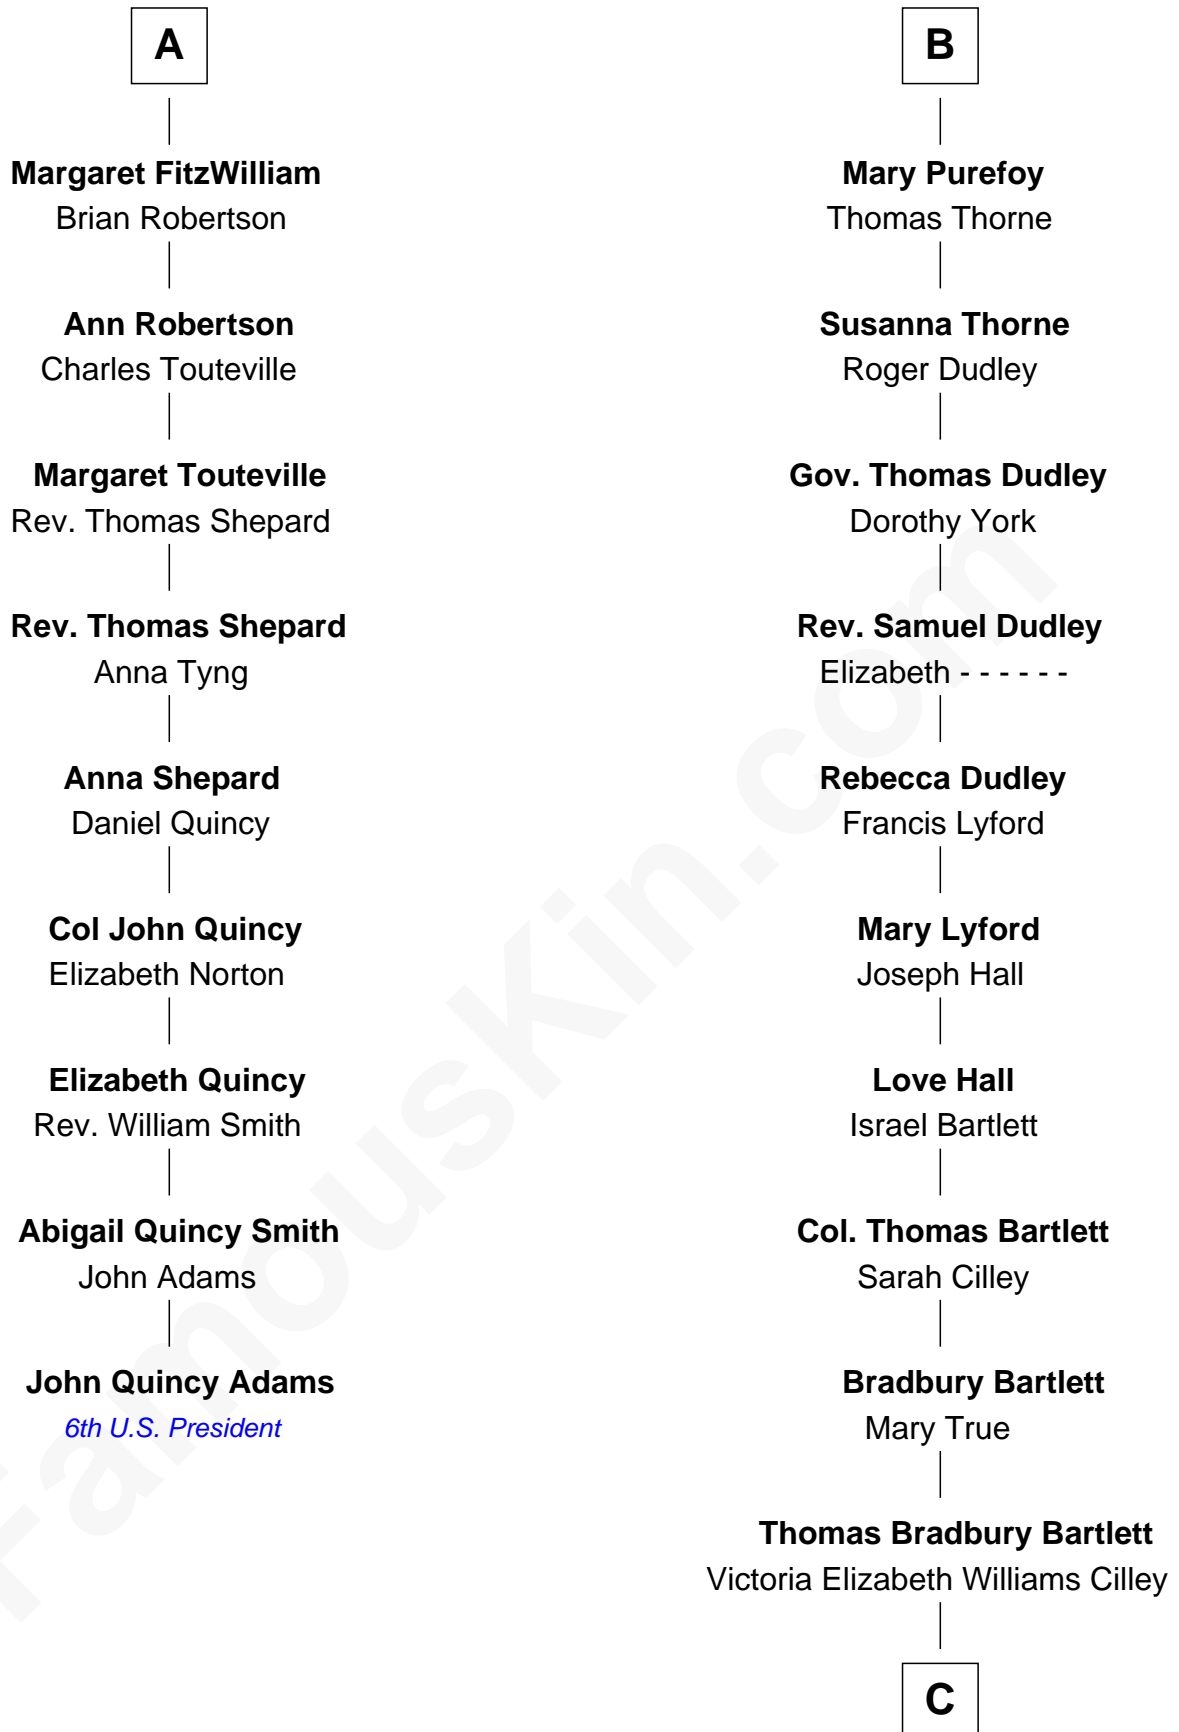 A
Margaret FitzWilliam
Brian Robertson
Ann Robertson
Charles Touteville
Margaret Touteville
Rev. Thomas Shepard
Rev. Thomas Shepard
Anna Tyng
Anna Shepard
Daniel Quincy
Col John Quincy
Elizabeth Norton
Elizabeth Quincy
Rev. William Smith
Abigail Quincy Smith
John Adams
John Quincy Adams
6th U.S. President
B
Mary Purefoy
Thomas Thorne
Susanna Thorne
Roger Dudley
Gov. Thomas Dudley
Dorothy York
Rev. Samuel Dudley
Elizabeth - - - - - -
Rebecca Dudley
Francis Lyford
Mary Lyford
Joseph Hall
Love Hall
Israel Bartlett
Col. Thomas Bartlett
Sarah Cilley
Bradbury Bartlett
Mary True
Thomas Bradbury Bartlett
Victoria Elizabeth Williams Cilley
C
FamousKin.com